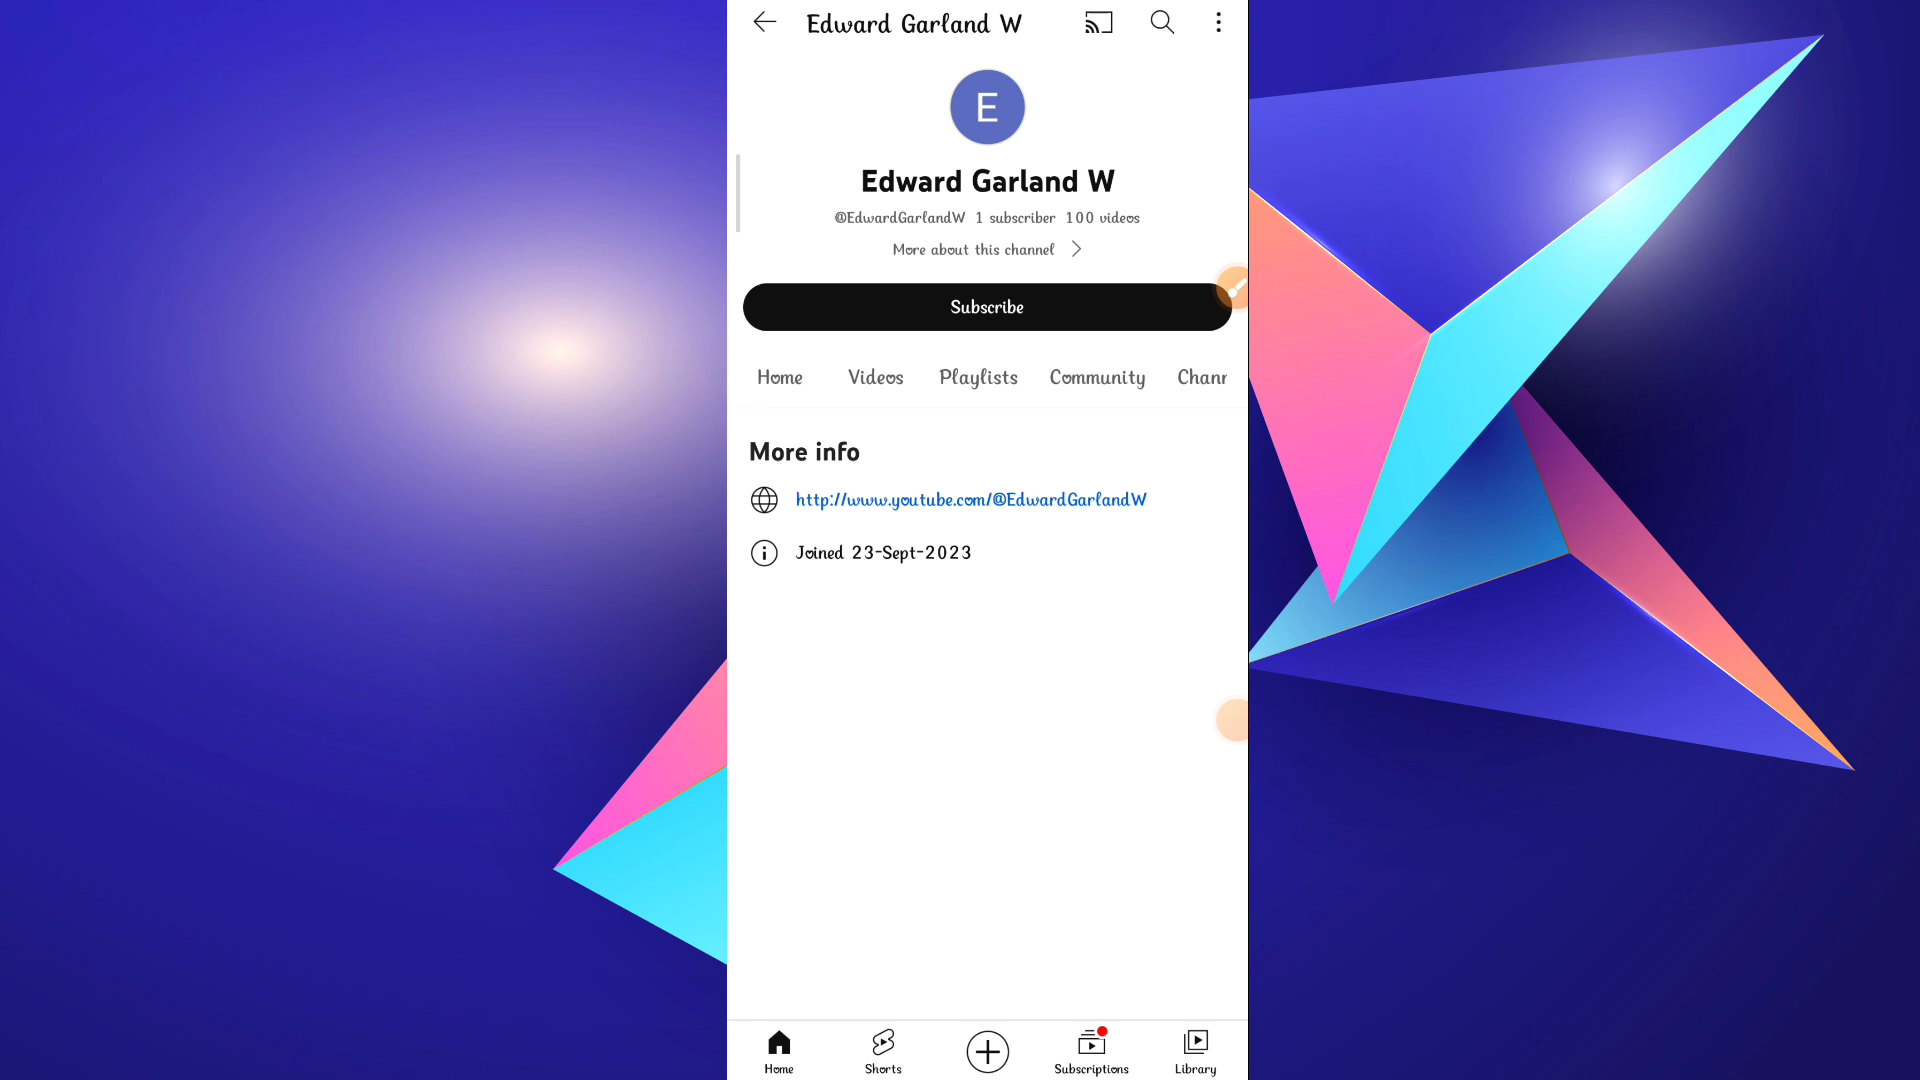 Edward Garland W
E
Edward Garland W
@EdwardGarlandW 1 subscriber 100 videos
More about this channel
Subscribe
Home Videos Playlists Community Chanr
More info
http://www.youtube.com/@EdwardGarlandW
Joined 23-Sept-2023
Home Shorts Subscriptions Library